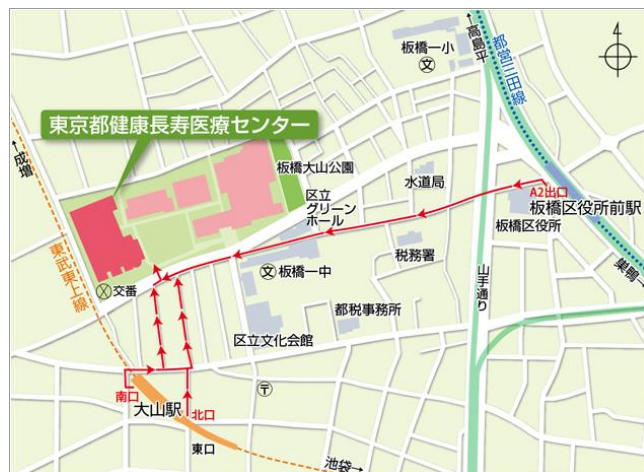 4
板橋一小
文
←高島平
都営三田線
東京都健康長寿医療センター
←成増
板橋大山公園
水道局
A2出口
板橋区役所前駅
区立
グリーン
ホール
板橋区役所
東武東上線
文 板橋一中
税務署
巣鴨→
交番
山手通り
都税事務所
区立文化会館
南口
大山駅
北口
〒
東口
池袋→